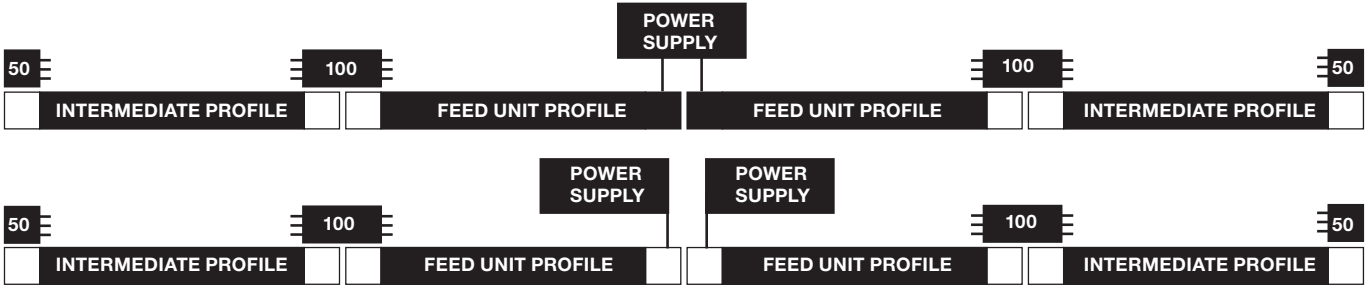 POWER
SUPPLY
50 100 100 50
INTERMEDIATE PROFILE FEED UNIT PROFILE FEED UNIT PROFILE INTERMEDIATE PROFILE
POWER POWER
SUPPLY SUPPLY
50 100 100 50
INTERMEDIATE PROFILE FEED UNIT PROFILE FEED UNIT PROFILE INTERMEDIATE PROFILE